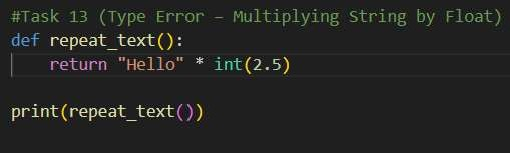 #Task 13 (Type Error – Multiplying String by Float)
def repeat_text():
    return "Hello" * int(2.5)
print(repeat_text())